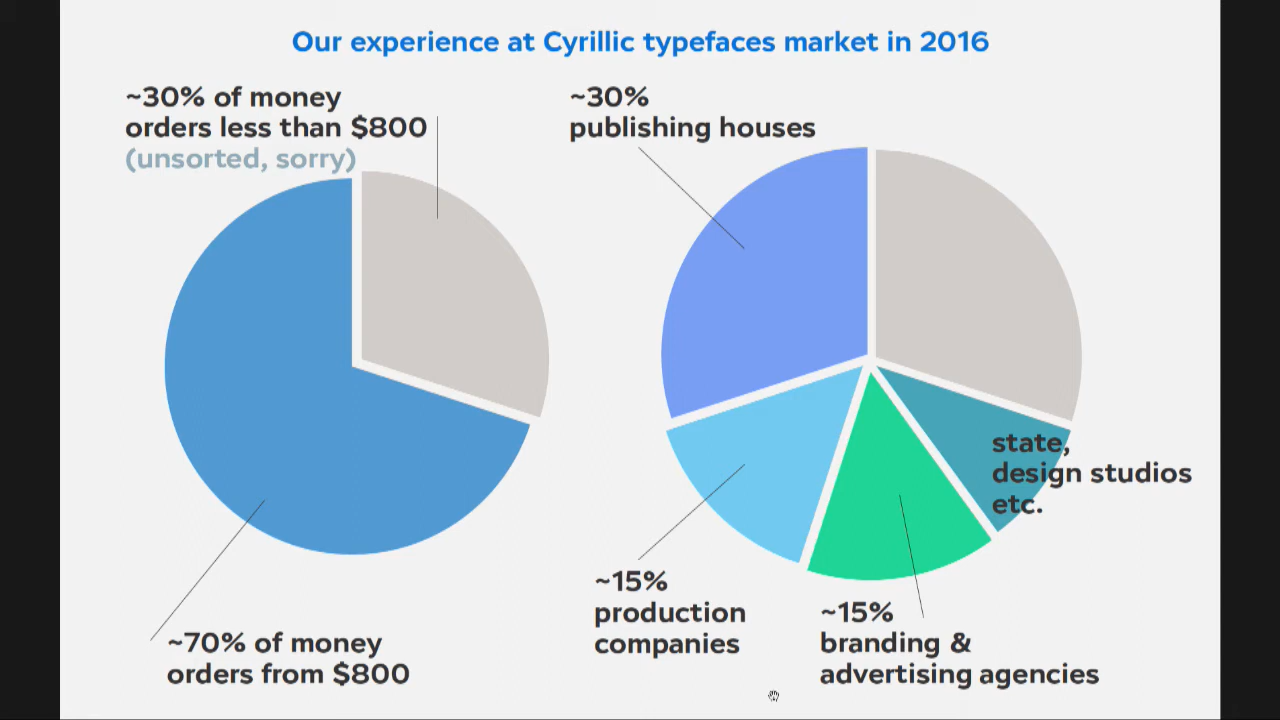 Our experience at Cyrillic typefaces market in 2016
~30% of money
orders less than $800
(unsorted, sorry)
~30%
publishing houses
state,
design studios
etc.
~15%
production
companies
~15%
branding &
advertising agencies
~70% of money
orders from $800